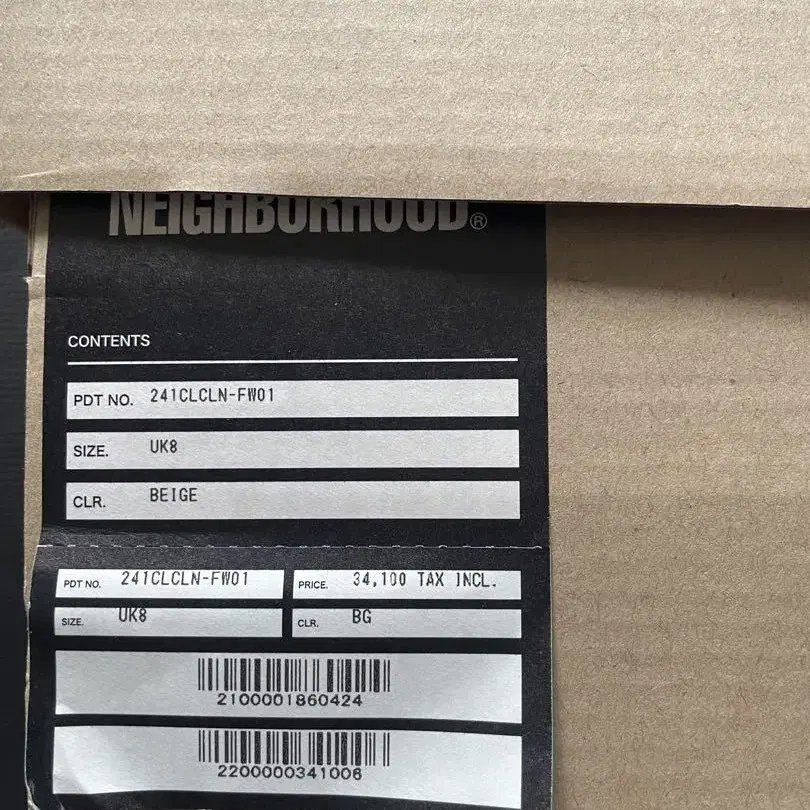 NEIGHBORHOOD®
CONTENTS
PDT NO. 241CLCLN-FW01
SIZE. UK8
CLR. BEIGE
PDT NO. 241CLCLN-FW01 PRICE. 34,100 TAX INCL.
SIZE. UK8 CLR. BG
2100001860424
2200000341006